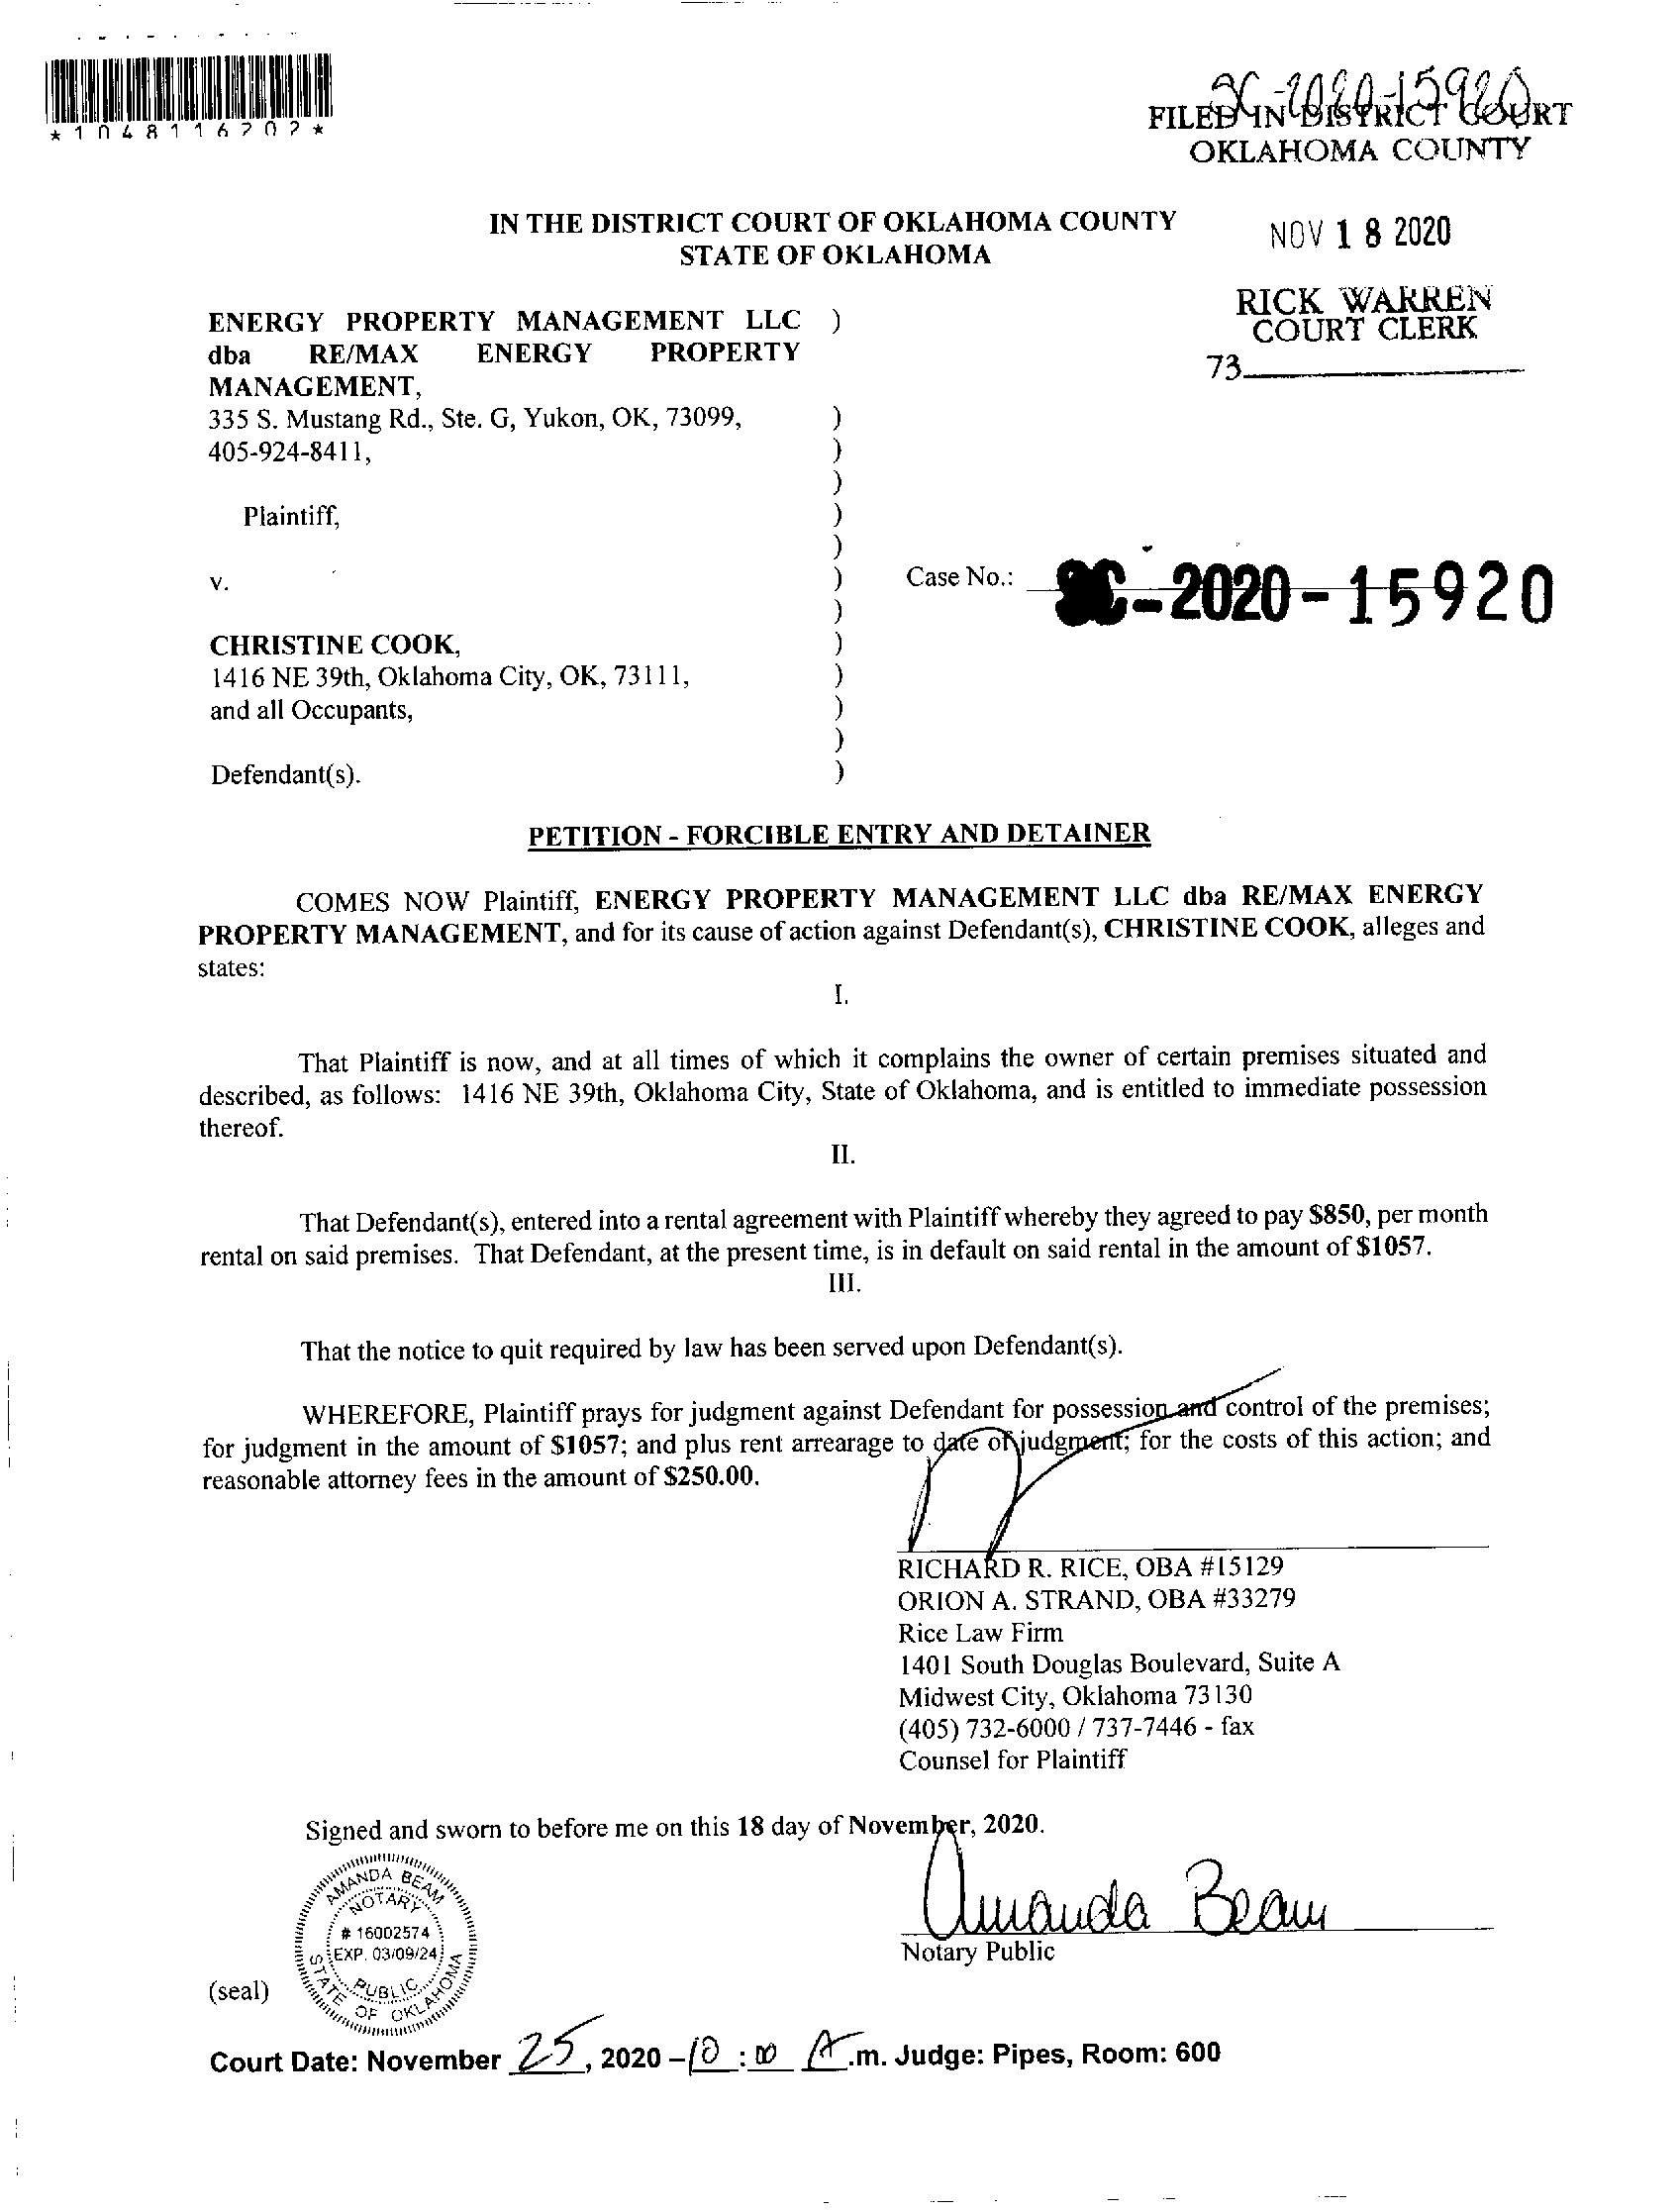 *1048116202*
SC-2020-15920
FILED IN DISTRICT COURT
OKLAHOMA COUNTY
IN THE DISTRICT COURT OF OKLAHOMA COUNTY
STATE OF OKLAHOMA
NOV 18 2020
RICK WARREN
COURT CLERK
73
ENERGY PROPERTY MANAGEMENT LLC )
dba RE/MAX ENERGY PROPERTY
MANAGEMENT,
335 S. Mustang Rd., Ste. G, Yukon, OK, 73099, )
405-924-8411, )
)
Plaintiff, )
)
v. ) Case No.: SC-2020-15920
)
CHRISTINE COOK, )
1416 NE 39th, Oklahoma City, OK, 73111, )
and all Occupants, )
)
Defendant(s). )
PETITION - FORCIBLE ENTRY AND DETAINER
COMES NOW Plaintiff, ENERGY PROPERTY MANAGEMENT LLC dba RE/MAX ENERGY
PROPERTY MANAGEMENT, and for its cause of action against Defendant(s), CHRISTINE COOK, alleges and
states:
I.
That Plaintiff is now, and at all times of which it complains the owner of certain premises situated and
described, as follows: 1416 NE 39th, Oklahoma City, State of Oklahoma, and is entitled to immediate possession
thereof.
II.
That Defendant(s), entered into a rental agreement with Plaintiff whereby they agreed to pay $850, per month
rental on said premises. That Defendant, at the present time, is in default on said rental in the amount of $1057.
III.
That the notice to quit required by law has been served upon Defendant(s).
WHEREFORE, Plaintiff prays for judgment against Defendant for possession and control of the premises;
for judgment in the amount of $1057; and plus rent arrearage to date of judgment; for the costs of this action; and
reasonable attorney fees in the amount of $250.00.
RICHARD R. RICE, OBA #15129
ORION A. STRAND, OBA #33279
Rice Law Firm
1401 South Douglas Boulevard, Suite A
Midwest City, Oklahoma 73130
(405) 732-6000 / 737-7446 - fax
Counsel for Plaintiff
Signed and sworn to before me on this 18 day of November, 2020.
AMANDA BEAM
NOTARY
# 16002574
EXP. 03/09/24
PUBLIC
STATE OF OKLAHOMA
Amanda Beam
Notary Public
(seal)
Court Date: November 25, 2020 – 10 : 00 A.m. Judge: Pipes, Room: 600